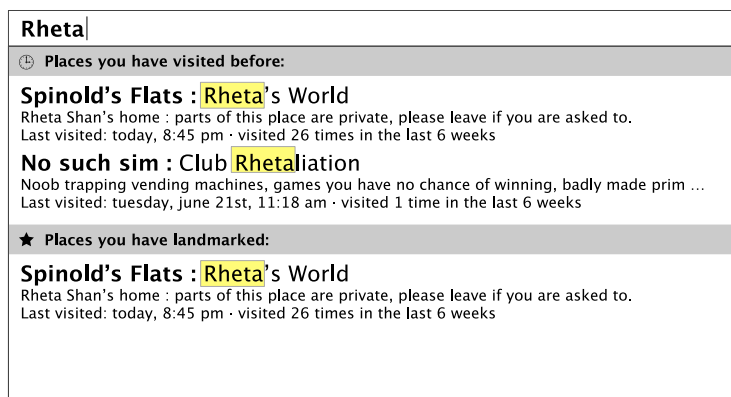 Rheta
Places you have visited before:
Spinold's Flats : Rheta's World
Rheta Shan's home : parts of this place are private, please leave if you are asked to.
Last visited: today, 8:45 pm · visited 26 times in the last 6 weeks
No such sim : Club Rhetaliation
Noob trapping vending machines, games you have no chance of winning, badly made prim ...
Last visited: tuesday, june 21st, 11:18 am · visited 1 time in the last 6 weeks
Places you have landmarked:
Spinold's Flats : Rheta's World
Rheta Shan's home : parts of this place are private, please leave if you are asked to.
Last visited: today, 8:45 pm · visited 26 times in the last 6 weeks